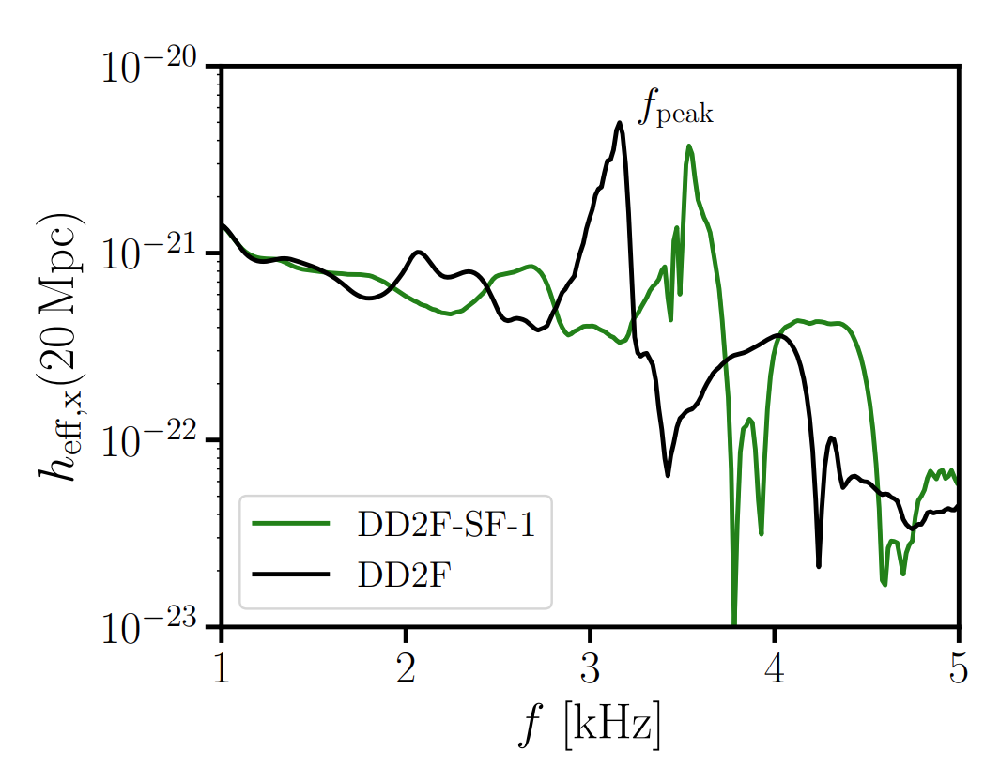 10⁻²⁰
10⁻²¹
10⁻²²
10⁻²³
h_eff,x(20 Mpc)
f_peak
DD2F-SF-1
DD2F
1 2 3 4 5
f [kHz]